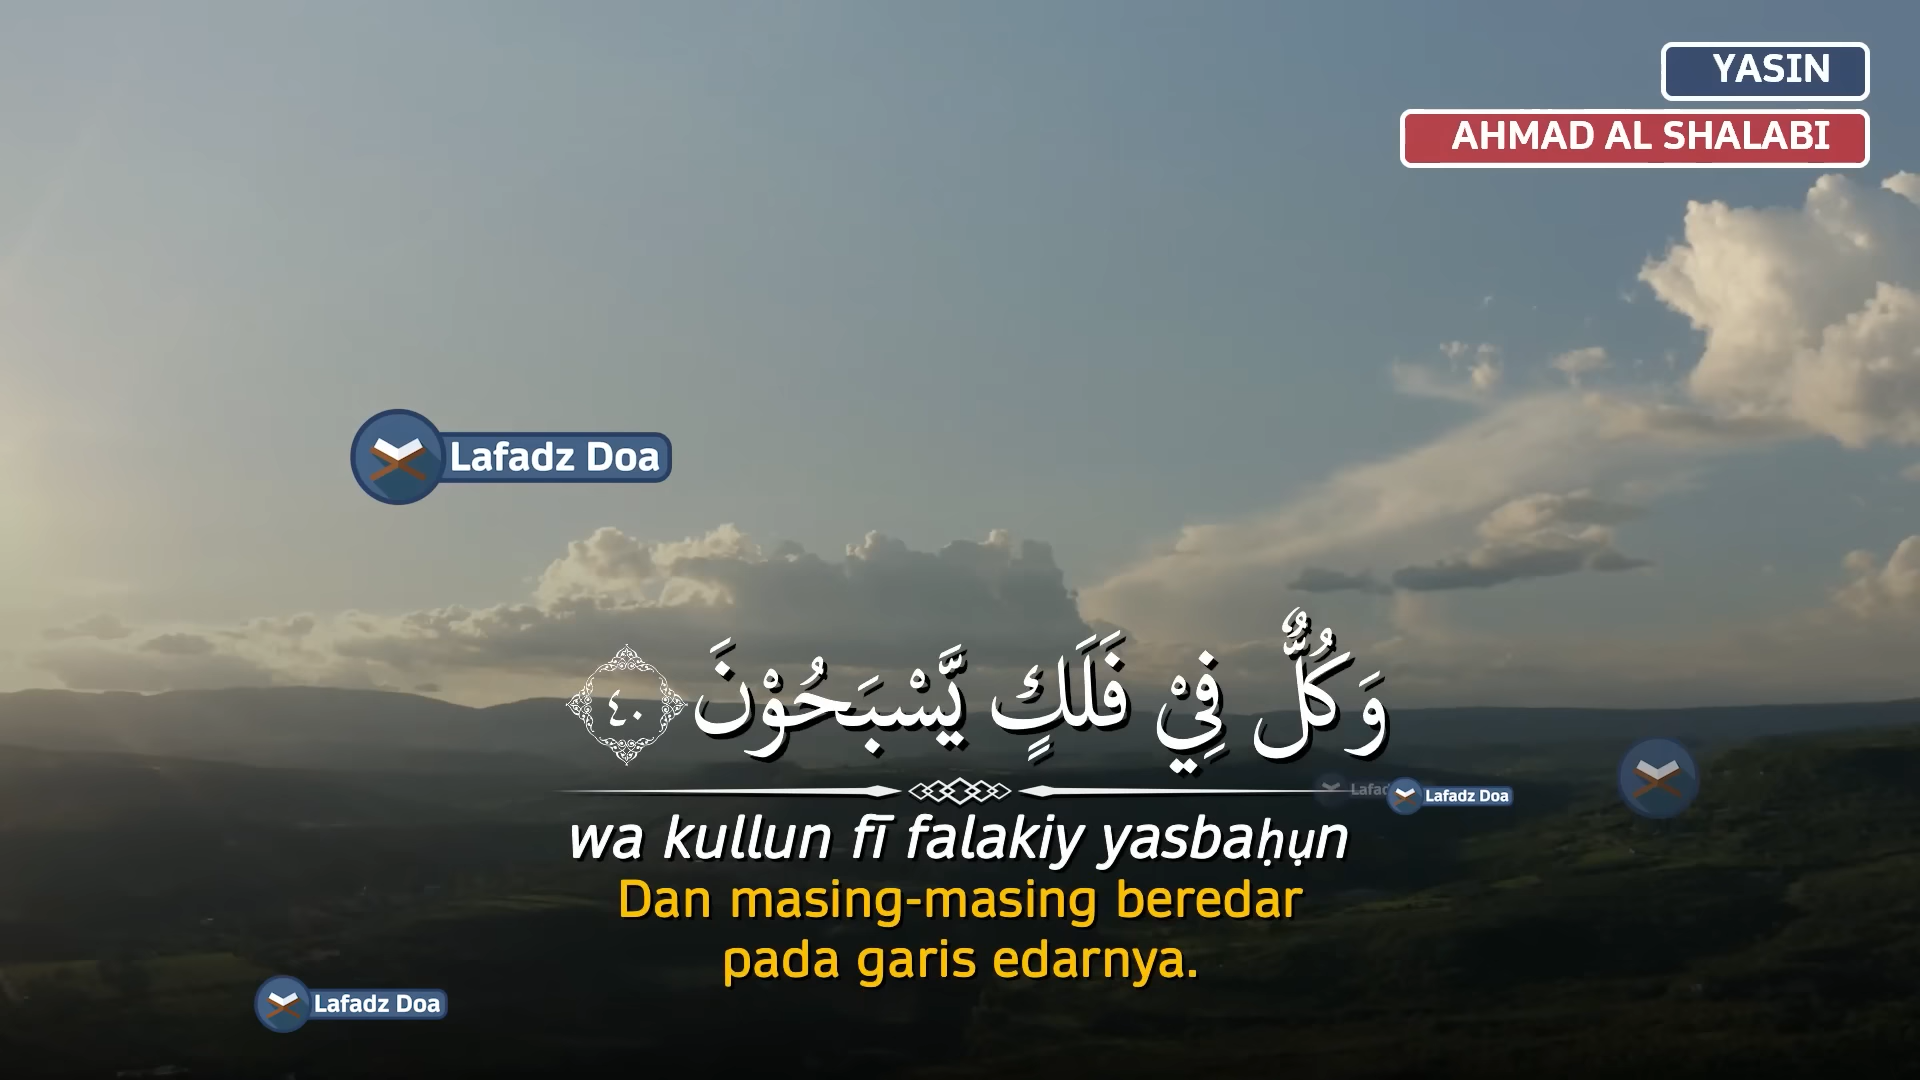 YASIN
AHMAD AL SHALABI
Lafadz Doa
وَكُلٌّ فِيْ فَلَكٍ يَّسْبَحُوْنَ ٤٠
Lafadz Doa
wa kullun fī falakiy yasbaḥụn
Dan masing-masing beredar
pada garis edarnya.
Lafadz Doa